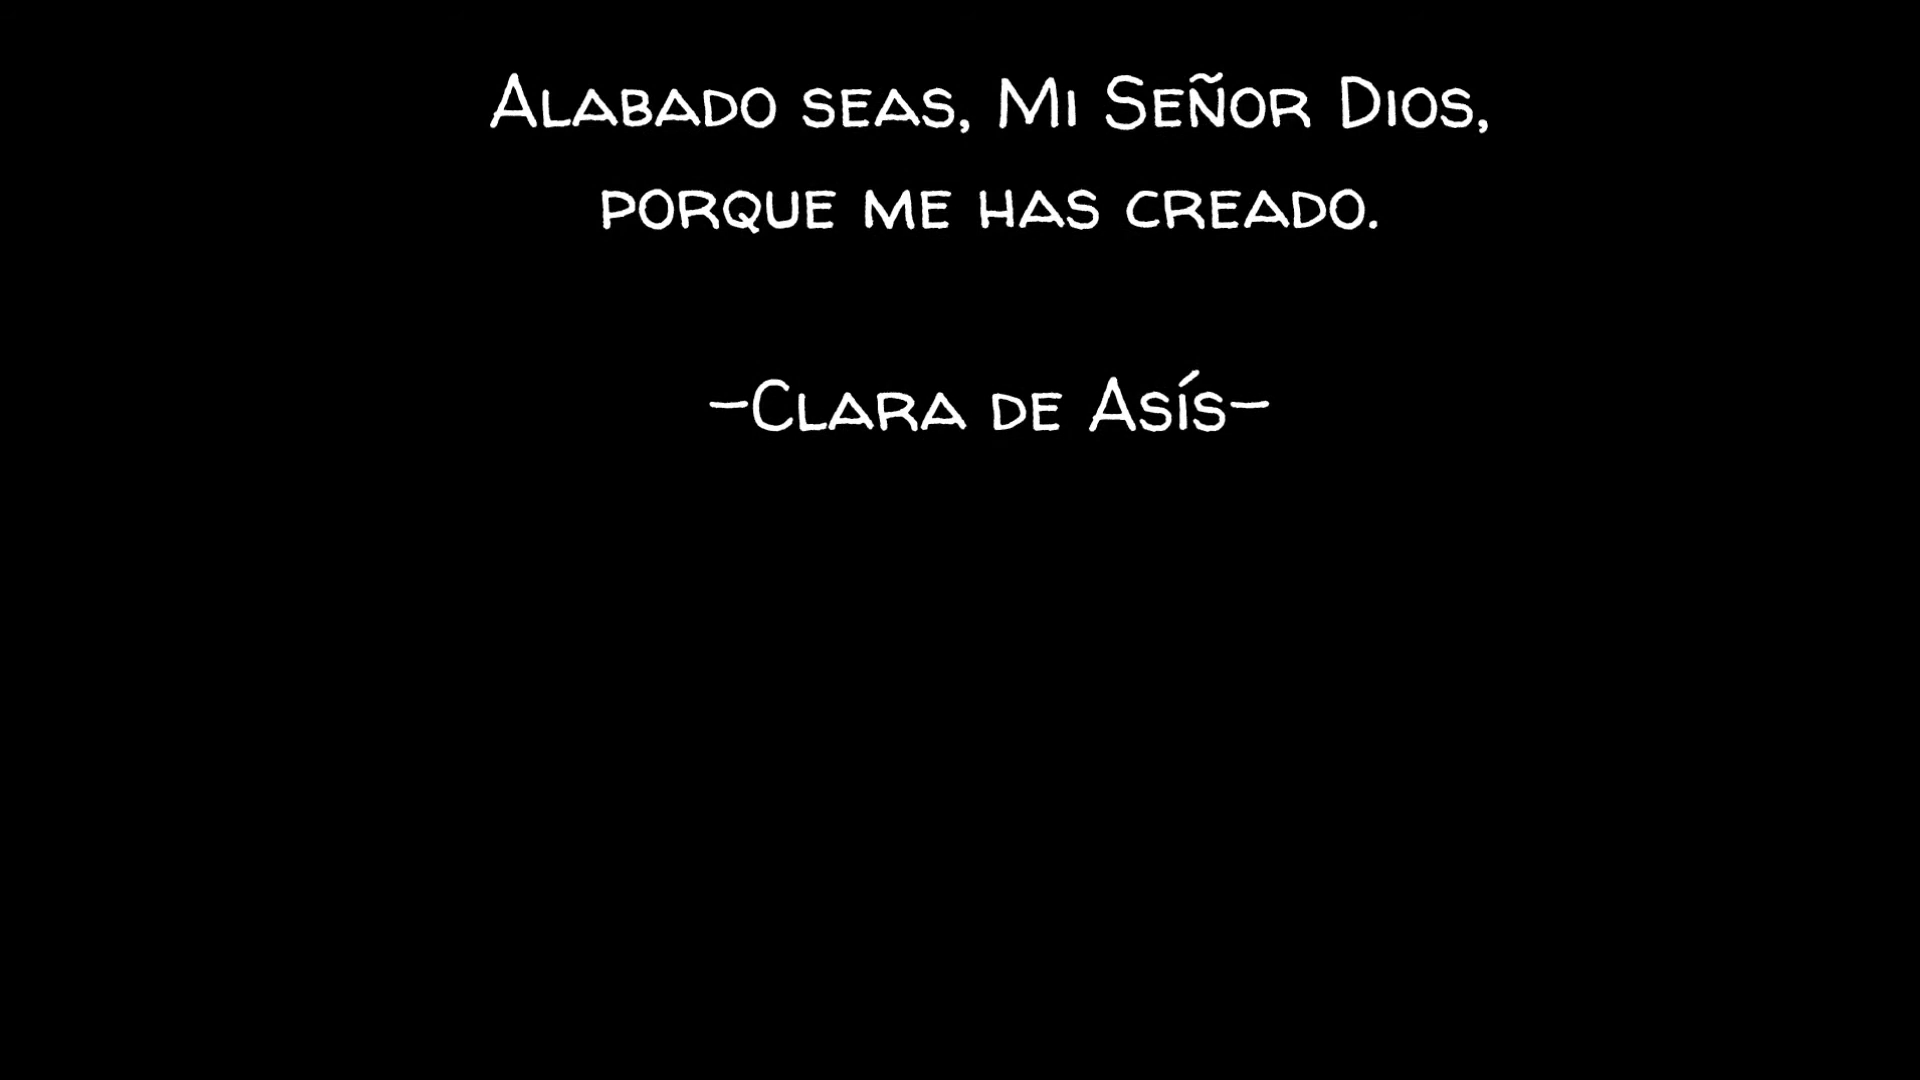 Alabado seas, Mi Señor Dios,
porque me has creado.
-Clara de Asís-